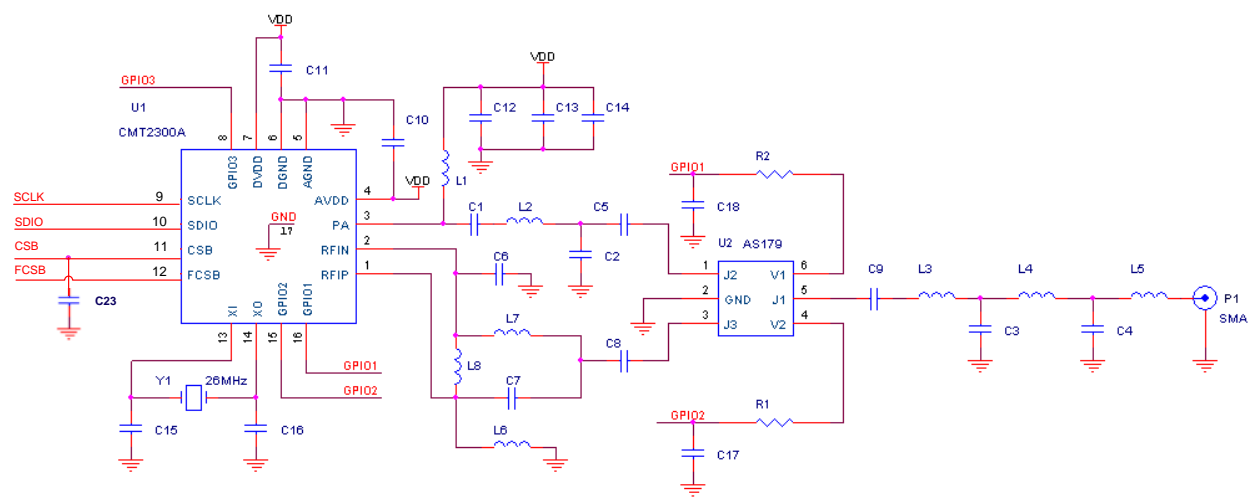 VDD
C11
GPIO3
U1
CMT2300A
8
7
6
5
GPIO3
DVDD
DGND
AGND
C10
VDD
VDD
C12
C13
C14
L1
SCLK
9
SCLK
SDIO
10
SDIO
CSB
11
CSB
FCSB
12
FCSB
C23
GND
17
AVDD
4
PA
3
RFIN
2
RFIP
1
XI
XO
GPIO2
GPIO1
13
14
15
16
GPIO1
GPIO2
Y1
26MHz
C15
C16
C1
L2
C5
C2
C6
L7
L8
C7
L6
C8
GPIO1
R2
C18
U2
AS179
1
J2
V1
6
2
GND
J1
5
3
J3
V2
4
GPIO2
R1
C17
C9
L3
L4
L5
C3
C4
P1
SMA